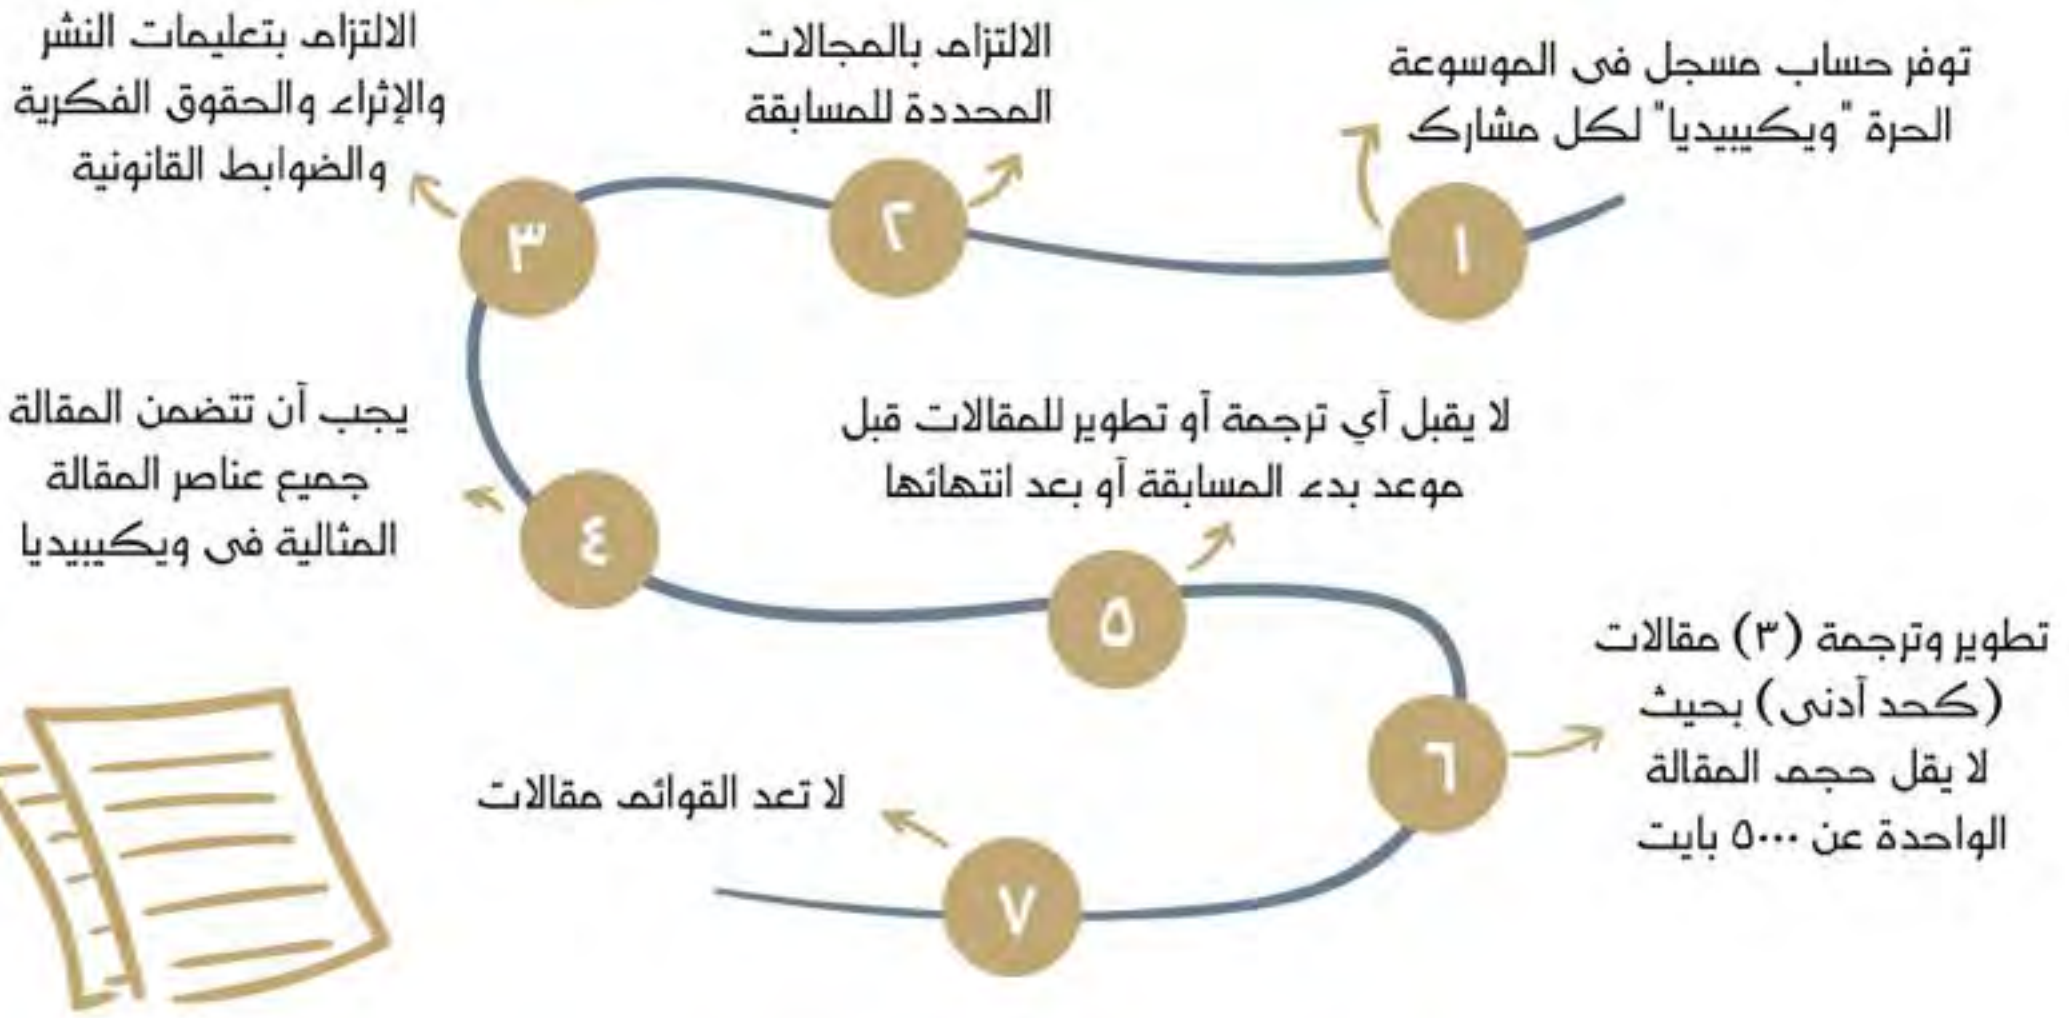 توفر حساب مسجل في الموسوعة
الحرة "ويكيبيديا" لكل مشارك
١
الالتزام بالمجالات
المحددة للمسابقة
٢
الالتزام بتعليمات النشر
والإثراء والحقوق الفكرية
والضوابط القانونية
٣
يجب أن تتضمن المقالة
جميع عناصر المقالة
المثالية في ويكيبيديا
٤
لا يقبل أي ترجمة أو تطوير للمقالات قبل
موعد بدء المسابقة أو بعد انتهائها
٥
تطوير وترجمة (٣) مقالات
(كحد أدنى) بحيث
لا يقل حجم المقالة
الواحدة عن ٥٠٠٠ بايت
٦
لا تعد القوائم مقالات
٧